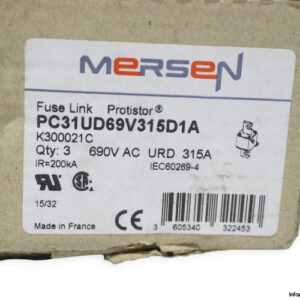 MERSEN
Fuse Link Protistor®
PC31UD69V315D1A
K300021C
Qty: 3 690V AC URD 315A
IR=200kA IEC60269-4
15/32
Made in France
3 605340 322453